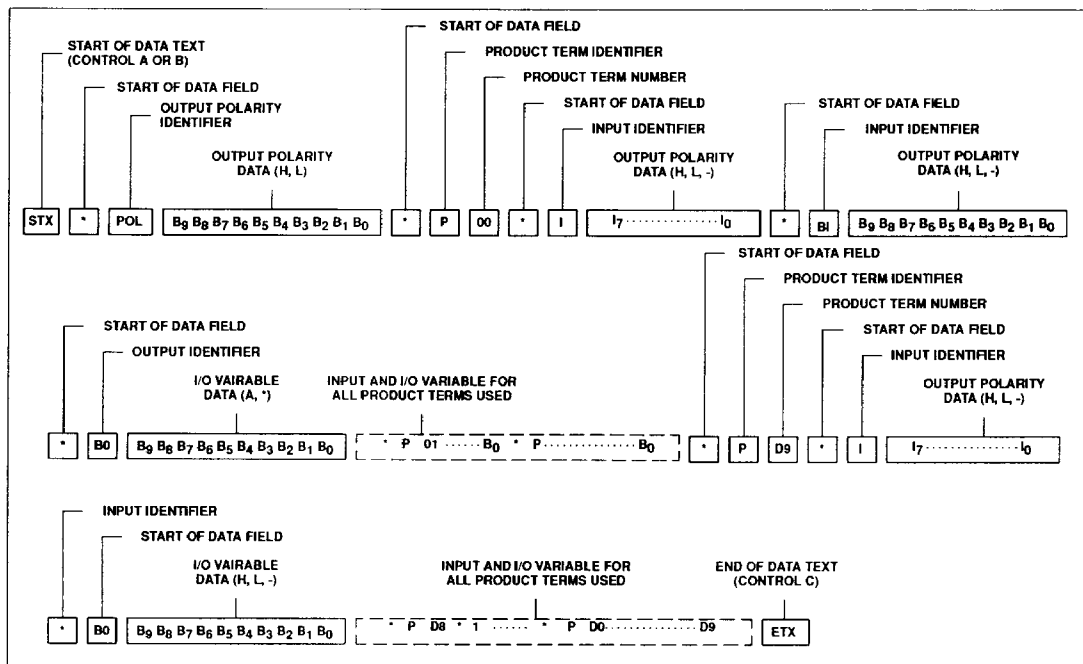 START OF DATA FIELD
START OF DATA TEXT
(CONTROL A OR B)
PRODUCT TERM IDENTIFIER
START OF DATA FIELD
PRODUCT TERM NUMBER
OUTPUT POLARITY
IDENTIFIER
START OF DATA FIELD
START OF DATA FIELD
INPUT IDENTIFIER
INPUT IDENTIFIER
OUTPUT POLARITY
DATA (H, L)
OUTPUT POLARITY
DATA (H, L, -)
OUTPUT POLARITY
DATA (H, L, -)
STX * POL B9 B8 B7 B6 B5 B4 B3 B2 B1 B0 * P 00 * I I7··················I0 * BI B9 B8 B7 B6 B5 B4 B3 B2 B1 B0
START OF DATA FIELD
PRODUCT TERM IDENTIFIER
PRODUCT TERM NUMBER
START OF DATA FIELD
START OF DATA FIELD
OUTPUT IDENTIFIER
INPUT IDENTIFIER
I/O VAIRABLE
DATA (A, *)
INPUT AND I/O VARIABLE FOR
ALL PRODUCT TERMS USED
OUTPUT POLARITY
DATA (H, L, -)
* B0 B9 B8 B7 B6 B5 B4 B3 B2 B1 B0 * P 01 ······ B0 * P ················ B0 * P D9 * I I7··················I0
INPUT IDENTIFIER
START OF DATA FIELD
I/O VAIRABLE
DATA (H, L, -)
INPUT AND I/O VARIABLE FOR
ALL PRODUCT TERMS USED
END OF DATA TEXT
(CONTROL C)
* B0 B9 B8 B7 B6 B5 B4 B3 B2 B1 B0 * P D8 * 1 ······ * P D0 ················ D9 ETX